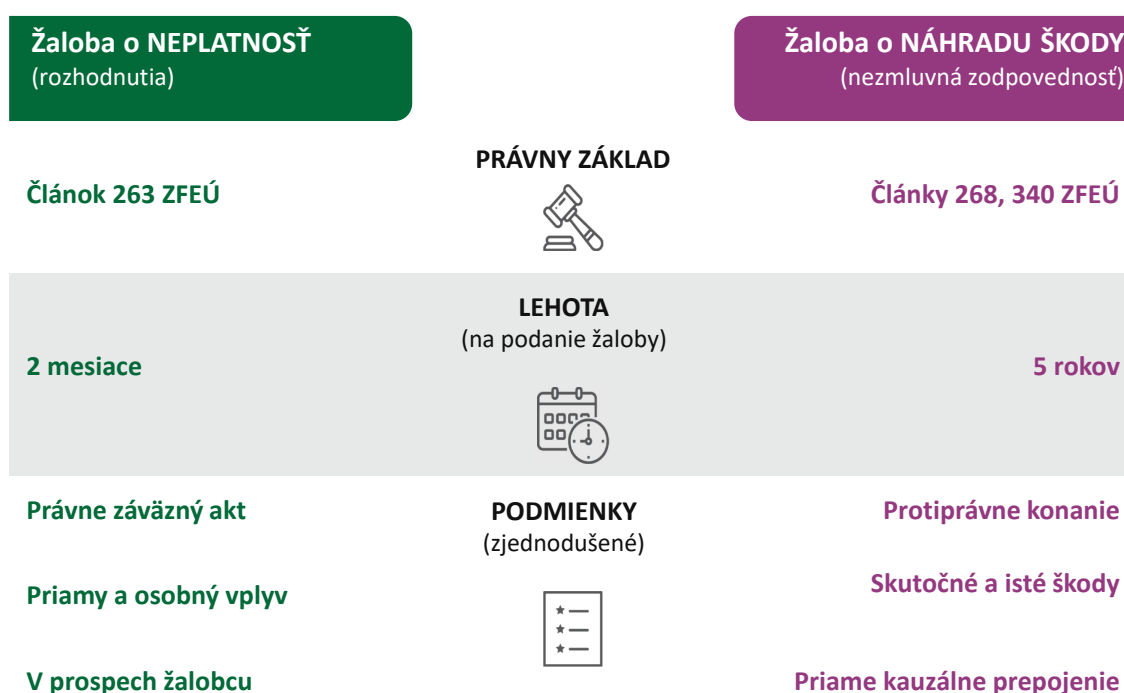 Žaloba o NEPLATNOSŤ
(rozhodnutia)
Žaloba o NÁHRADU ŠKODY
(nezmluvná zodpovednosť)
PRÁVNY ZÁKLAD
Článok 263 ZFEÚ
Články 268, 340 ZFEÚ
LEHOTA
(na podanie žaloby)
2 mesiace
5 rokov
Právne záväzný akt
PODMIENKY
(zjednodušené)
Protiprávne konanie
Priamy a osobný vplyv
Skutočné a isté škody
V prospech žalobcu
Priame kauzálne prepojenie